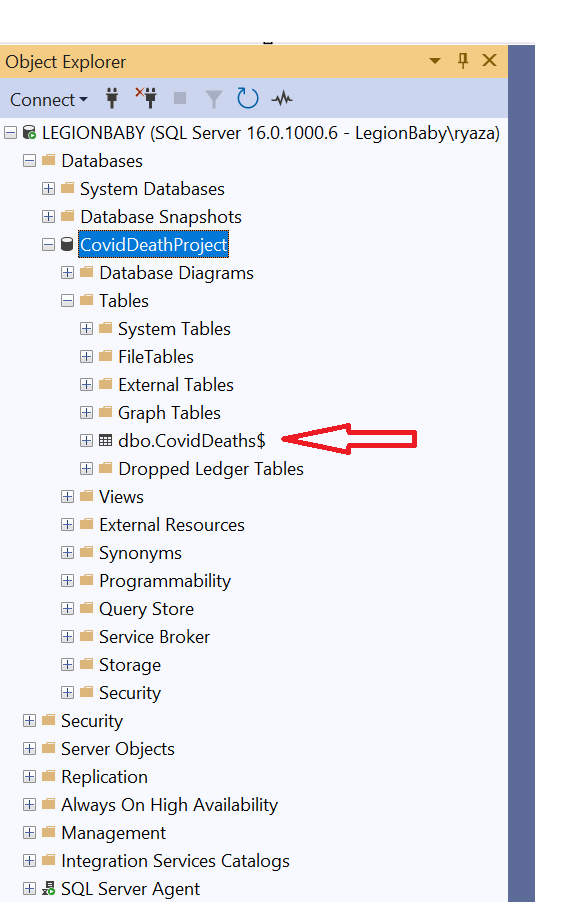 Object Explorer
Connect
LEGIONBABY (SQL Server 16.0.1000.6 - LegionBaby\ryaza)
Databases
System Databases
Database Snapshots
CovidDeathProject
Database Diagrams
Tables
System Tables
FileTables
External Tables
Graph Tables
dbo.CovidDeaths$
Dropped Ledger Tables
Views
External Resources
Synonyms
Programmability
Query Store
Service Broker
Storage
Security
Security
Server Objects
Replication
Always On High Availability
Management
Integration Services Catalogs
SQL Server Agent